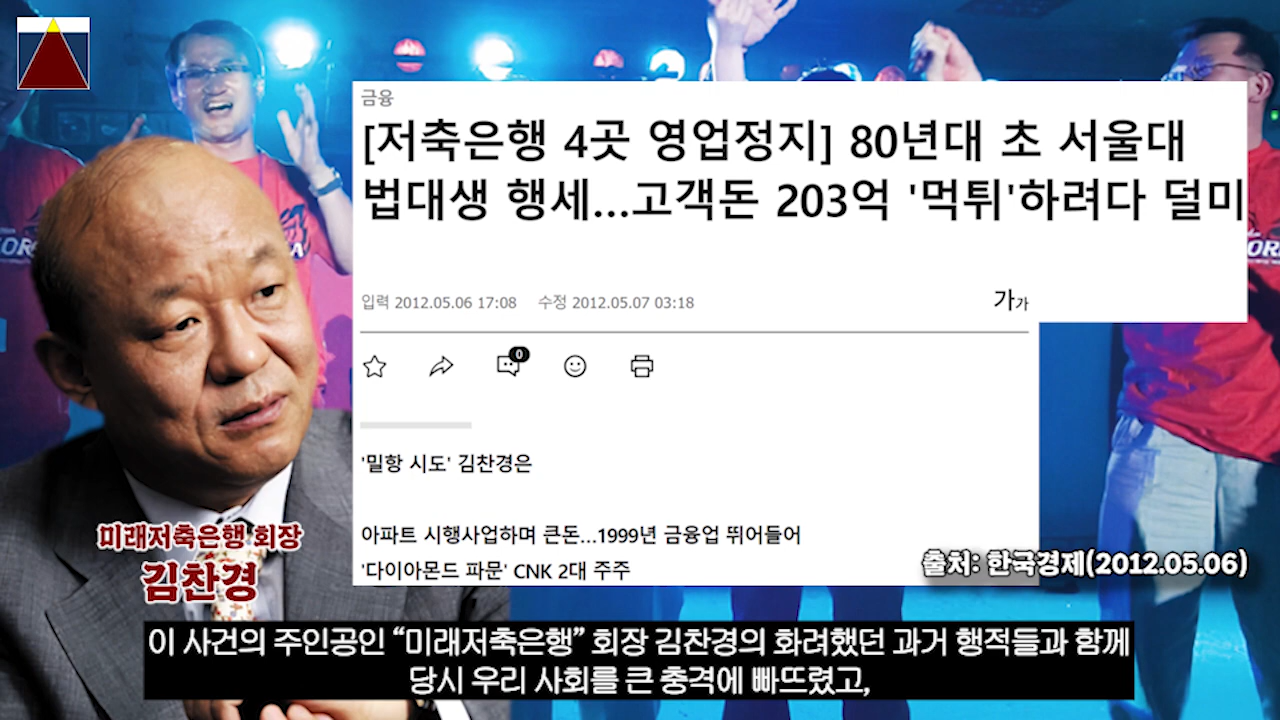 금융
[저축은행 4곳 영업정지] 80년대 초 서울대
법대생 행세...고객돈 203억 '먹튀'하려다 덜미
입력 2012.05.06 17:08 수정 2012.05.07 03:18
가가
0
'밀항 시도' 김찬경은
아파트 시행사업하며 큰돈...1999년 금융업 뛰어들어
'다이아몬드 파문' CNK 2대 주주
출처: 한국경제(2012.05.06)
미래저축은행 회장
김찬경
이 사건의 주인공인 “미래저축은행” 회장 김찬경의 화려했던 과거 행적들과 함께
당시 우리 사회를 큰 충격에 빠뜨렸고,